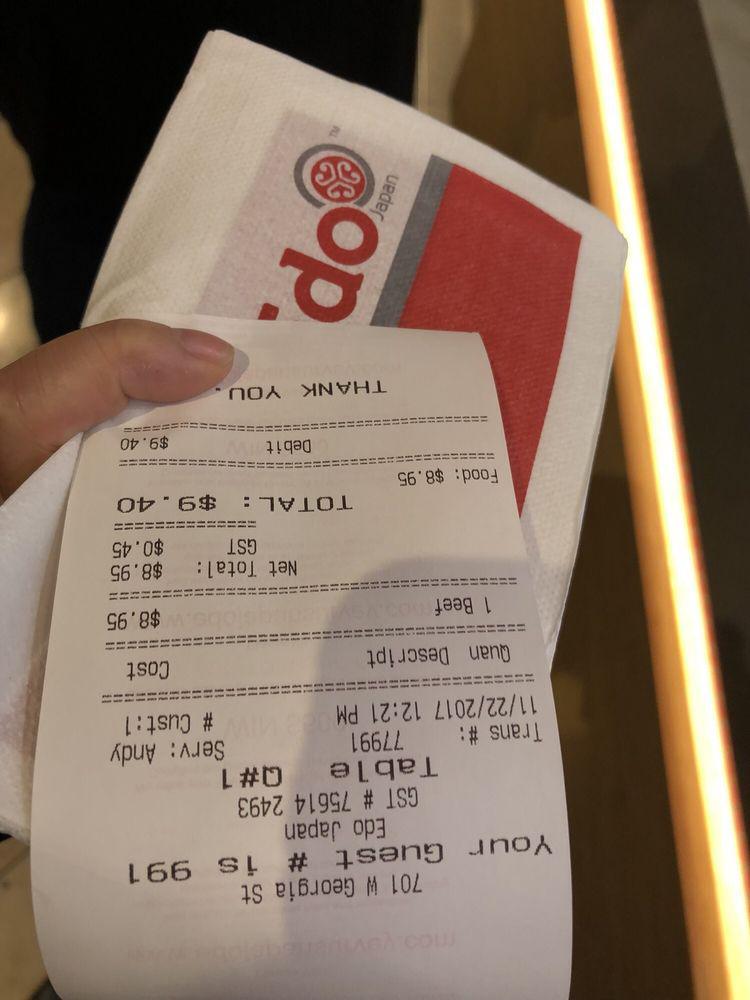 Edo
Japan
TM
701 W Georgia St
Your Guest # is 991
Edo Japan
GST # 75614 2493
Table Q#1
Trans #: 77991 Serv: Andy
11/22/2017 12:21 PM # Cust:1
Quan Descript Cost
1 Beef $8.95
Net Total: $8.95
GST $0.45
TOTAL: $9.40
Food: $8.95
Debit $9.40
THANK YOU.